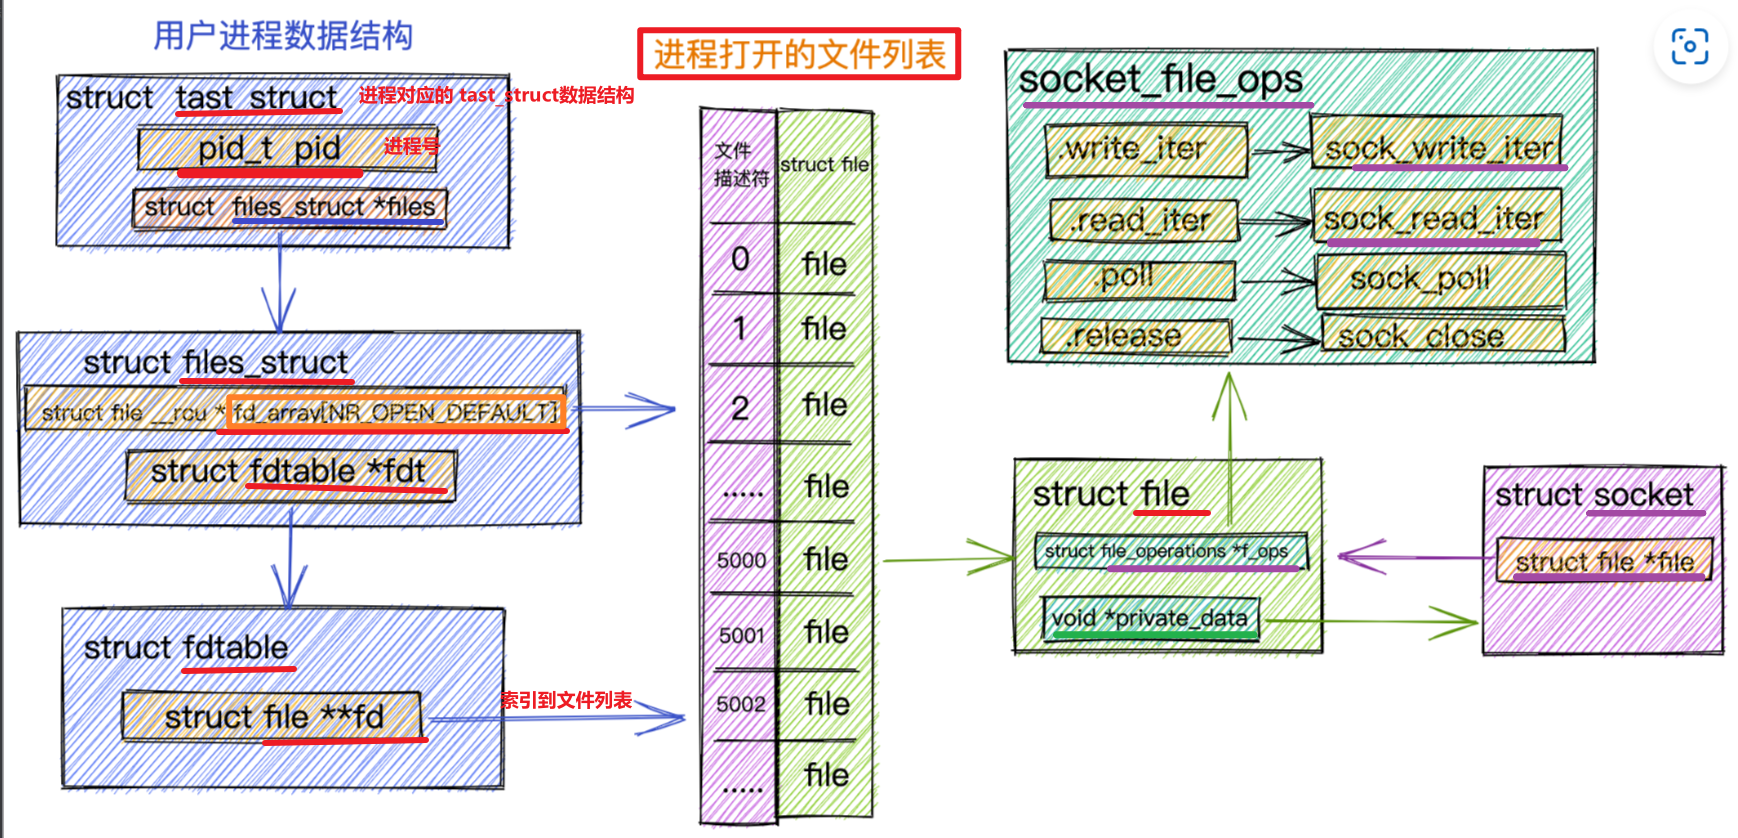 用户进程数据结构
struct tast_struct
进程对应的 tast_struct数据结构
pid_t pid
进程号
struct files_struct *files
struct files_struct
struct file __rcu * fd_array[NR_OPEN_DEFAULT]
struct fdtable *fdt
struct fdtable
struct file **fd
索引到文件列表
进程打开的文件列表
文件
描述符
struct file
0
file
1
file
2
file
.....
file
5000
file
5001
file
5002
file
.....
file
socket_file_ops
.write_iter
sock_write_iter
.read_iter
sock_read_iter
.poll
sock_poll
.release
sock_close
struct file
struct file_operations *f_ops
void *private_data
struct socket
struct file *file